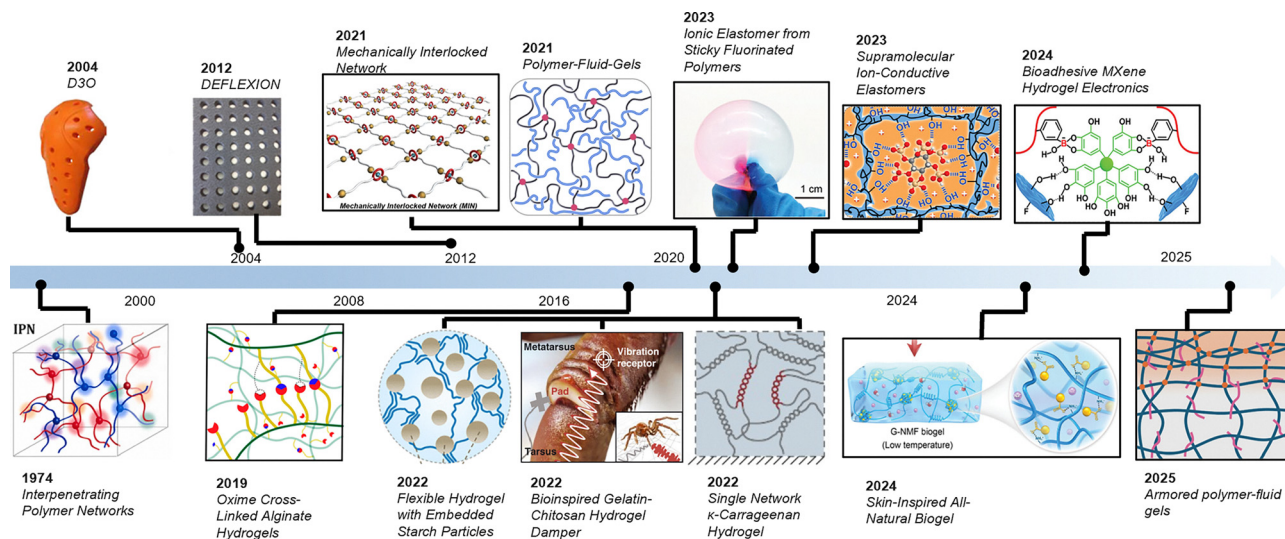 2004
D3O
2012
DEFLEXION
2021
Mechanically Interlocked
Network
Mechanically Interlocked Network (MIN)
2021
Polymer-Fluid-Gels
2023
Ionic Elastomer from
Sticky Fluorinated
Polymers
1 cm
2023
Supramolecular
Ion-Conductive
Elastomers
2024
Bioadhesive MXene
Hydrogel Electronics
2004
2012
2020
2025
2000
2008
2016
2024
IPN
1974
Interpenetrating
Polymer Networks
2019
Oxime Cross-
Linked Alginate
Hydrogels
2022
Flexible Hydrogel
with Embedded
Starch Particles
Metatarsus
Vibration
receptor
Pad
Tarsus
2022
Bioinspired Gelatin-
Chitosan Hydrogel
Damper
2022
Single Network
κ-Carrageenan
Hydrogel
G-NMF biogel
(Low temperature)
2024
Skin-Inspired All-
Natural Biogel
2025
Armored polymer-fluid
gels